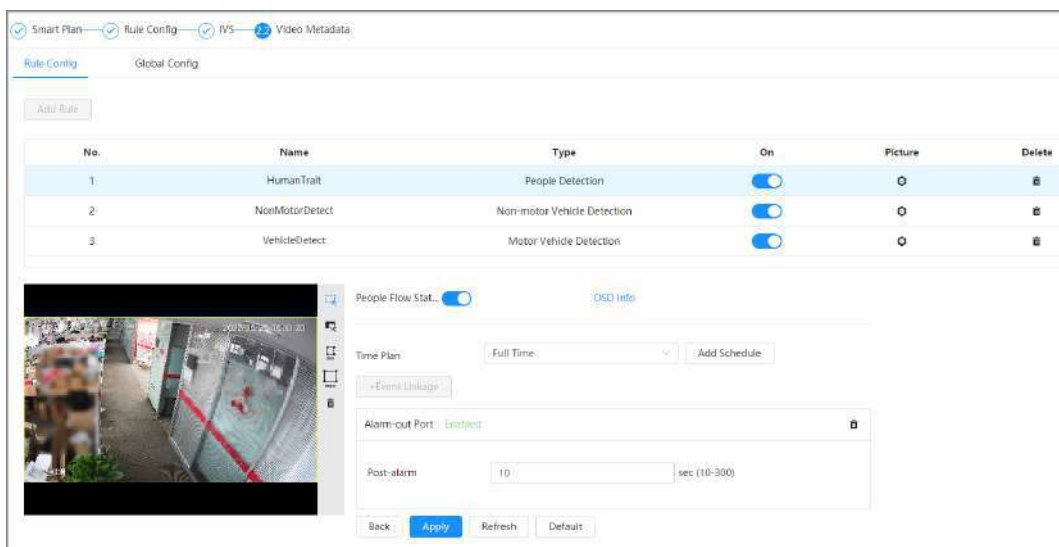 Smart Plan Rule Config IVS 2.2 Video Metadata
Rule Config Global Config
Add Rule
No. Name Type On Picture Delete
1 HumanTrait People Detection
2 NonMotorDetect Non-motor Vehicle Detection
3 VehicleDetect Motor Vehicle Detection
People Flow Stat... OSD Info
Time Plan Full Time Add Schedule
+Event Linkage
Alarm-out Port Enabled
Post-alarm 10 sec (10-300)
Back Apply Refresh Default